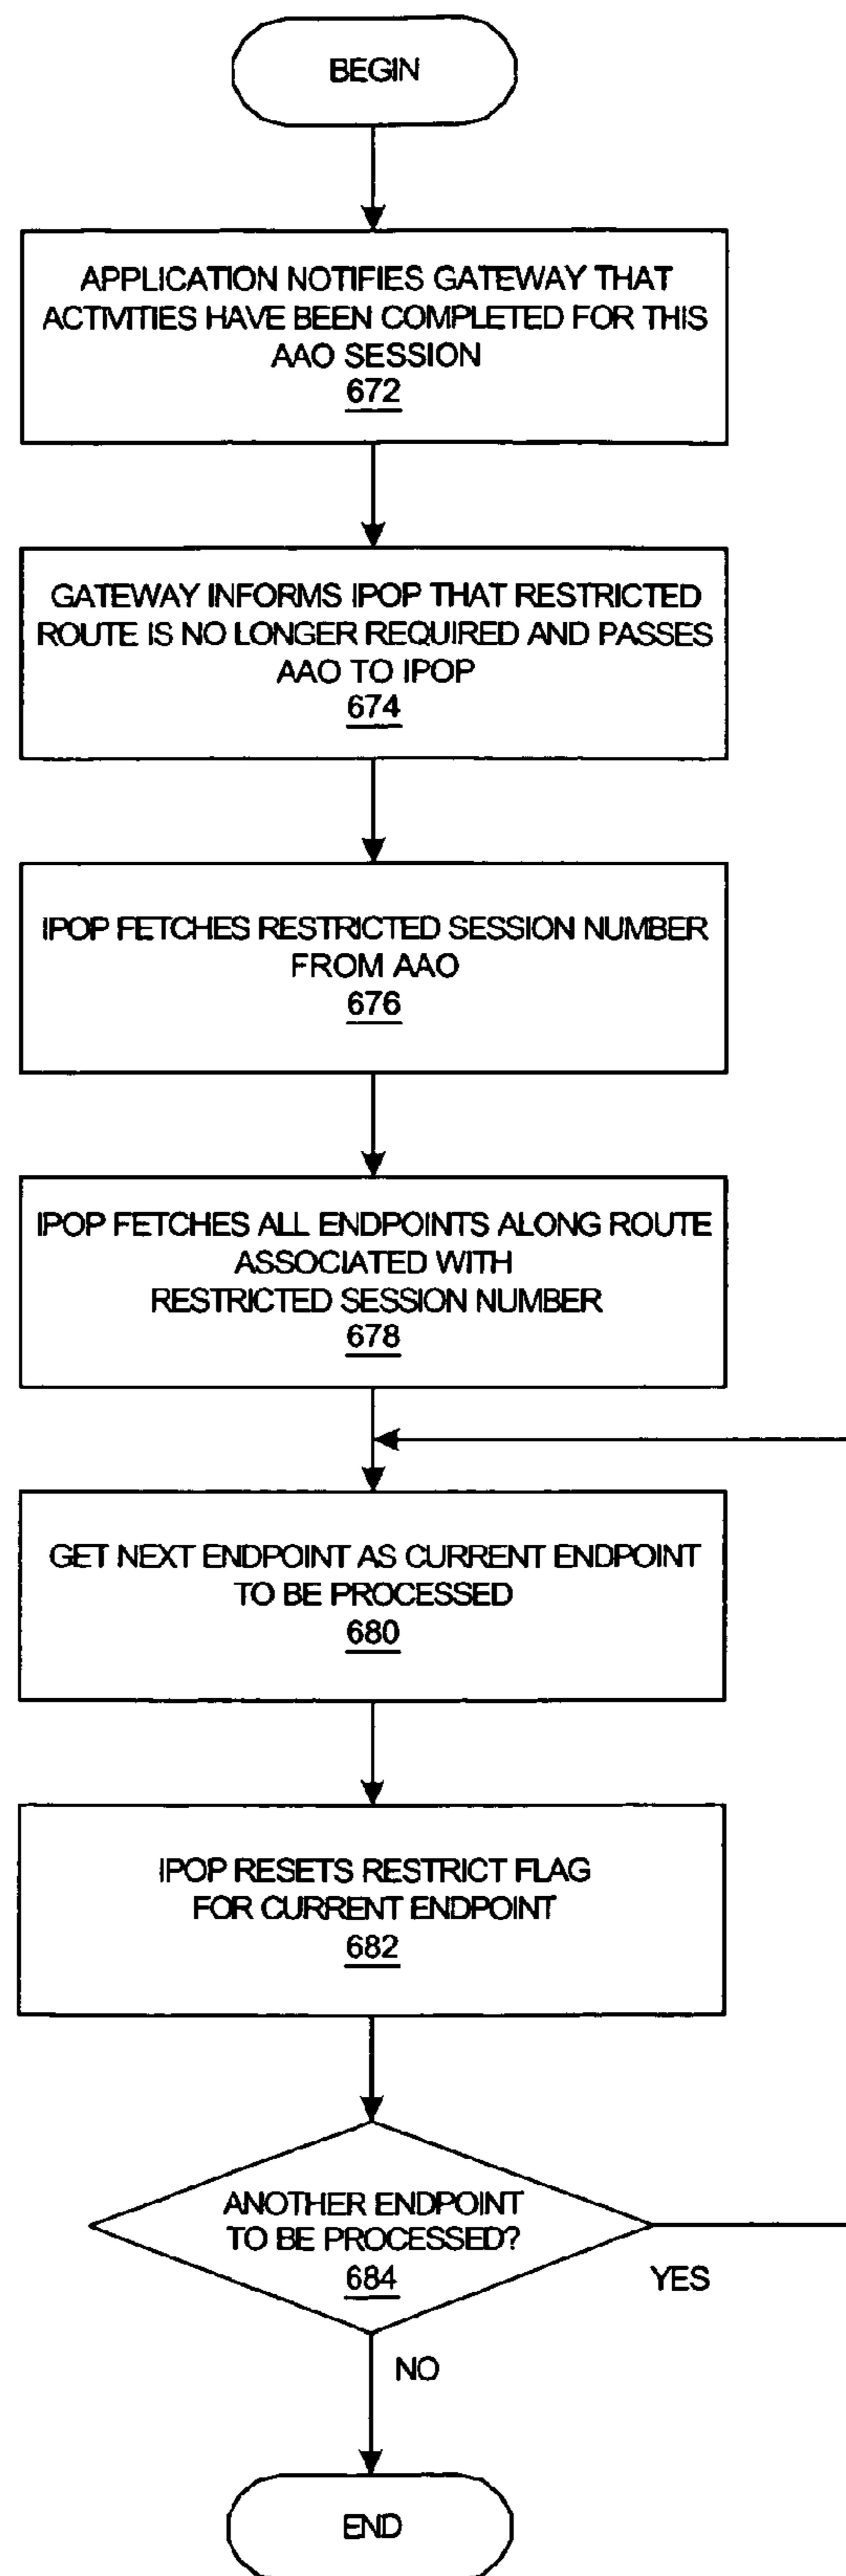 BEGIN
APPLICATION NOTIFIES GATEWAY THAT
ACTIVITIES HAVE BEEN COMPLETED FOR THIS
AAO SESSION
672
GATEWAY INFORMS IPOP THAT RESTRICTED
ROUTE IS NO LONGER REQUIRED AND PASSES
AAO TO IPOP
674
IPOP FETCHES RESTRICTED SESSION NUMBER
FROM AAO
676
IPOP FETCHES ALL ENDPOINTS ALONG ROUTE
ASSOCIATED WITH
RESTRICTED SESSION NUMBER
678
GET NEXT ENDPOINT AS CURRENT ENDPOINT
TO BE PROCESSED
680
IPOP RESETS RESTRICT FLAG
FOR CURRENT ENDPOINT
682
ANOTHER ENDPOINT
TO BE PROCESSED?
684
YES
NO
END